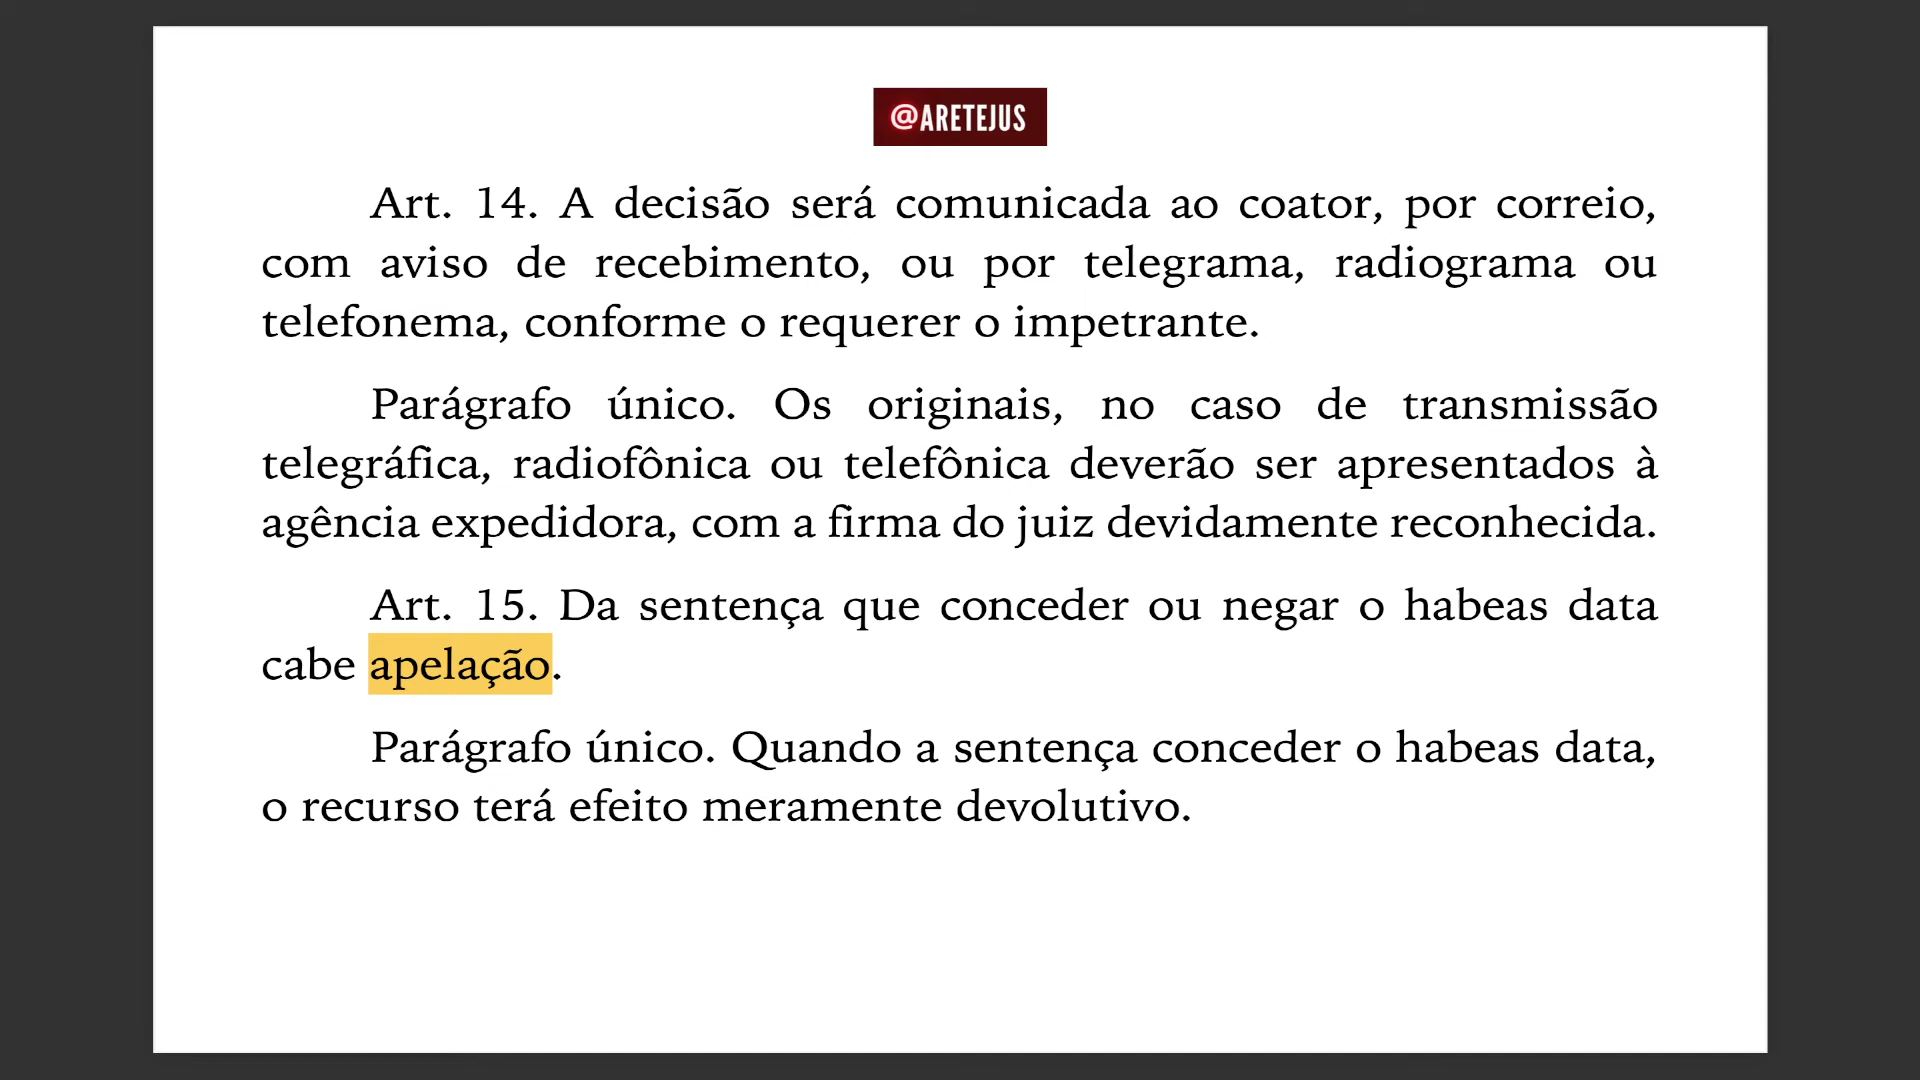 @ARETEJUS
Art. 14. A decisão será comunicada ao coator, por correio,
com aviso de recebimento, ou por telegrama, radiograma ou
telefonema, conforme o requerer o impetrante.
Parágrafo único. Os originais, no caso de transmissão
telegráfica, radiofônica ou telefônica deverão ser apresentados à
agência expedidora, com a firma do juiz devidamente reconhecida.
Art. 15. Da sentença que conceder ou negar o habeas data
cabe apelação.
Parágrafo único. Quando a sentença conceder o habeas data,
o recurso terá efeito meramente devolutivo.